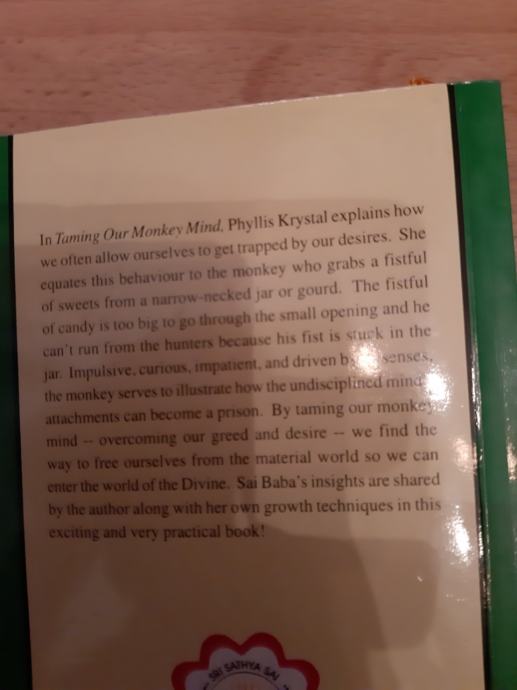 In Taming Our Monkey Mind, Phyllis Krystal explains how
we often allow ourselves to get trapped by our desires. She
equates this behaviour to the monkey who grabs a fistful
of sweets from a narrow-necked jar or gourd. The fistful
of candy is too big to go through the small opening and he
can't run from the hunters because his fist is stuck in the
jar. Impulsive, curious, impatient, and driven senses,
the monkey serves to illustrate how the undisciplined
attachments can become a prison. By taming our monkey
mind -- overcoming our greed and desire -- we find the
way to free ourselves from the material world so we can
enter the world of the Divine. Sai Baba's insights are shared
by the author along with her own growth techniques in this
exciting and very practical book!
SRI SATHYA SAI